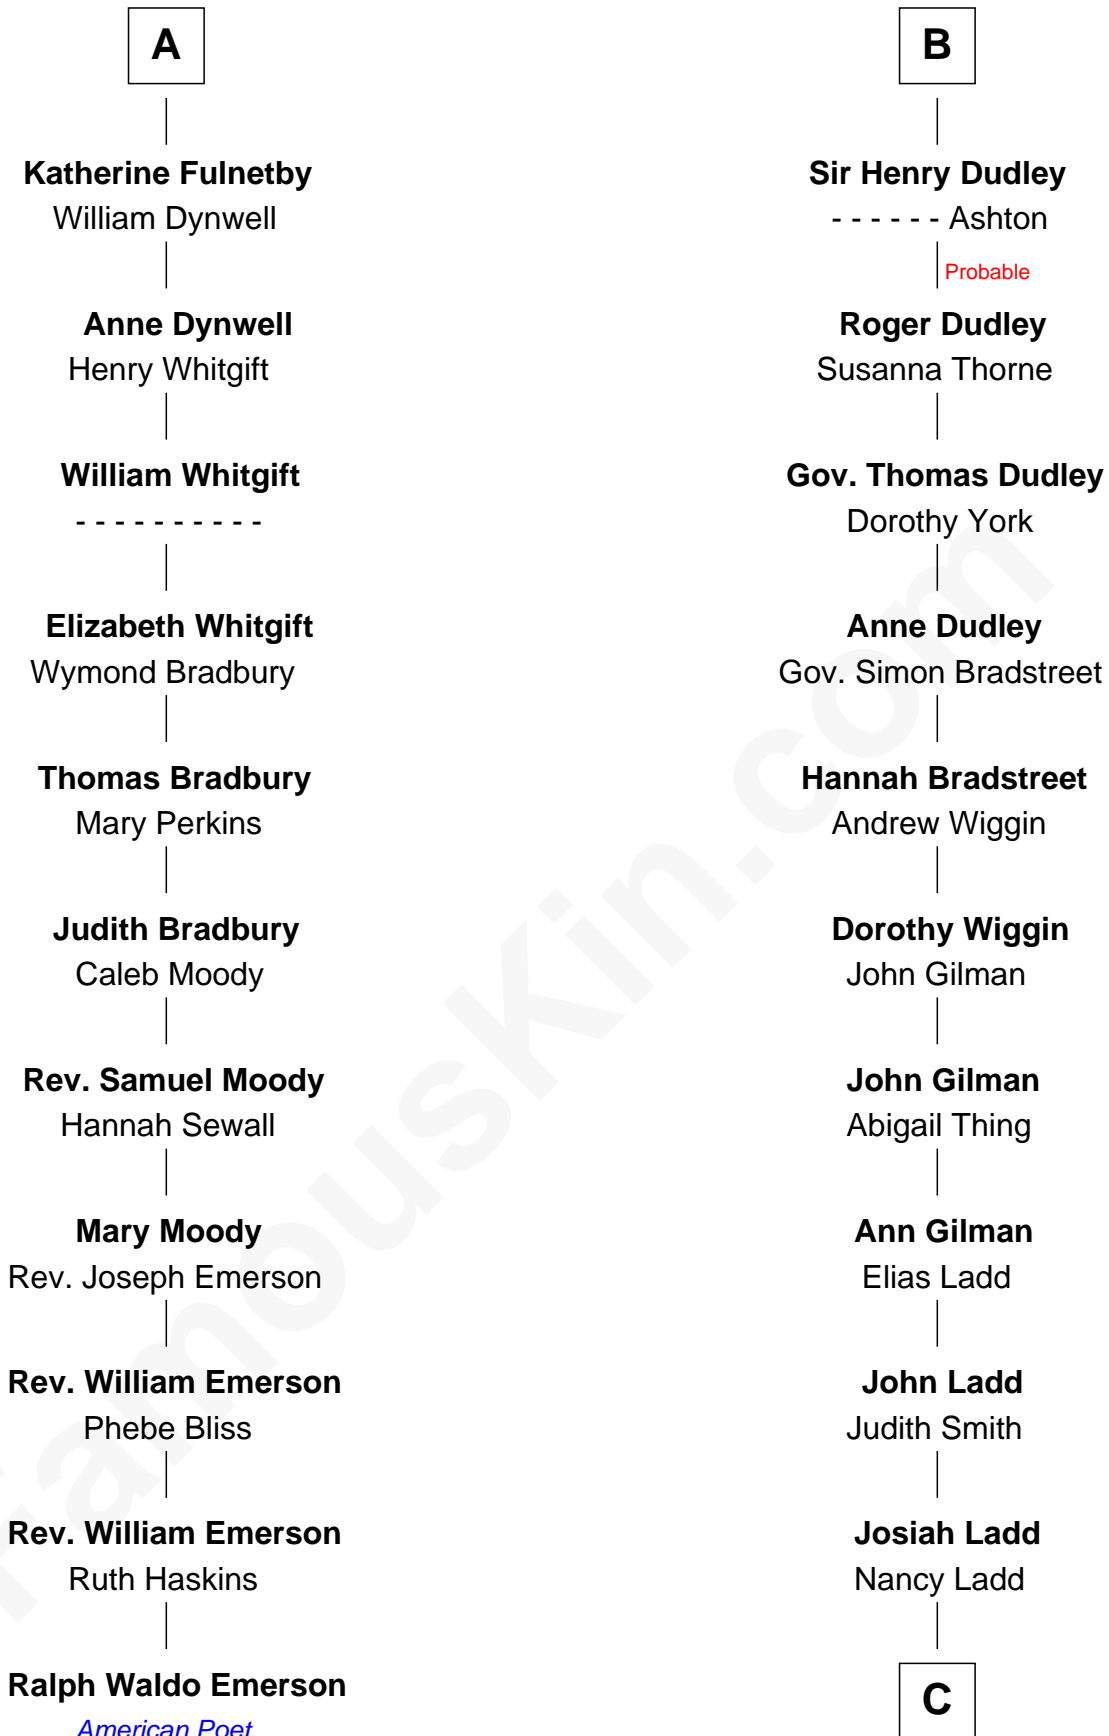 A
Katherine Fulnetby
William Dynwell
Anne Dynwell
Henry Whitgift
William Whitgift
- - - - - - - - - -
Elizabeth Whitgift
Wymond Bradbury
Thomas Bradbury
Mary Perkins
Judith Bradbury
Caleb Moody
Rev. Samuel Moody
Hannah Sewall
Mary Moody
Rev. Joseph Emerson
Rev. William Emerson
Phebe Bliss
Rev. William Emerson
Ruth Haskins
Ralph Waldo Emerson
American Poet
B
Sir Henry Dudley
- - - - - - Ashton
Probable
Roger Dudley
Susanna Thorne
Gov. Thomas Dudley
Dorothy York
Anne Dudley
Gov. Simon Bradstreet
Hannah Bradstreet
Andrew Wiggin
Dorothy Wiggin
John Gilman
John Gilman
Abigail Thing
Ann Gilman
Elias Ladd
John Ladd
Judith Smith
Josiah Ladd
Nancy Ladd
C
FamousKin.com